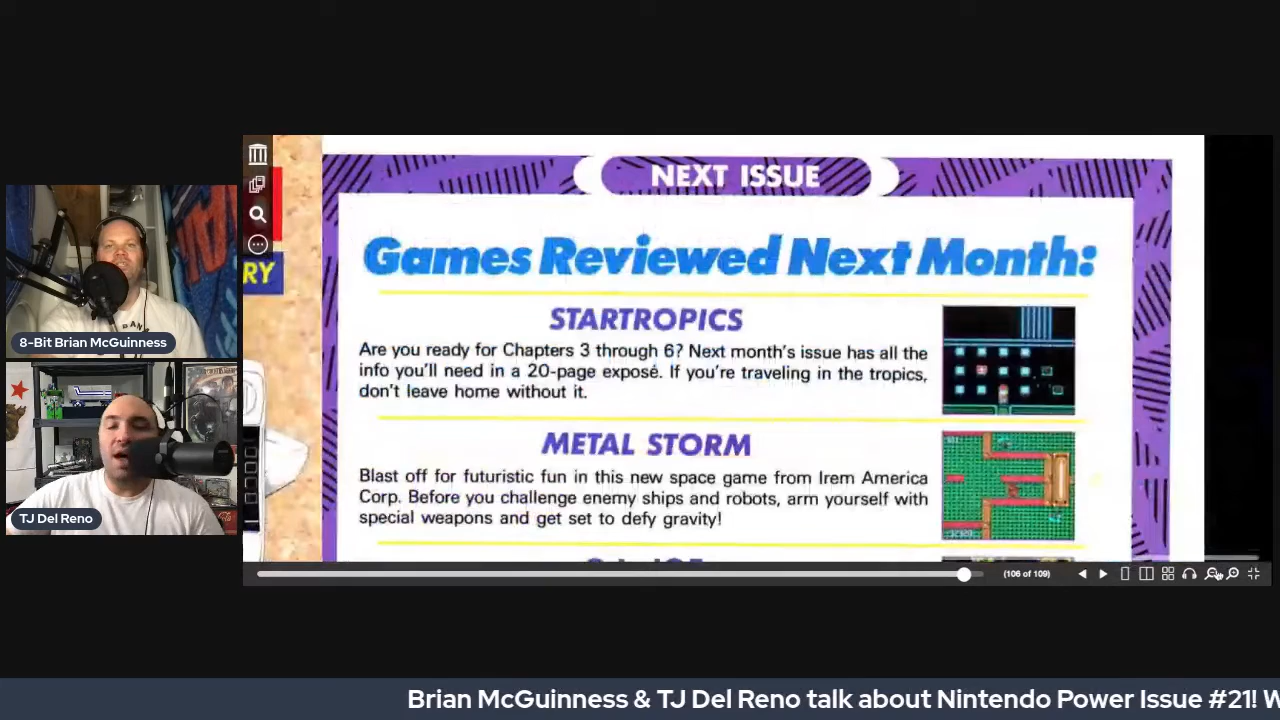 NEXT ISSUE
Games Reviewed Next Month:
RY
STARTROPICS
Are you ready for Chapters 3 through 6? Next month's issue has all the
info you'll need in a 20-page exposé. If you're traveling in the tropics,
don't leave home without it.
METAL STORM
Blast off for futuristic fun in this new space game from Irem America
Corp. Before you challenge enemy ships and robots, arm yourself with
special weapons and get set to defy gravity!
8-Bit Brian McGuinness
TJ Del Reno
(106 of 109)
Brian McGuinness & TJ Del Reno talk about Nintendo Power Issue #21! W